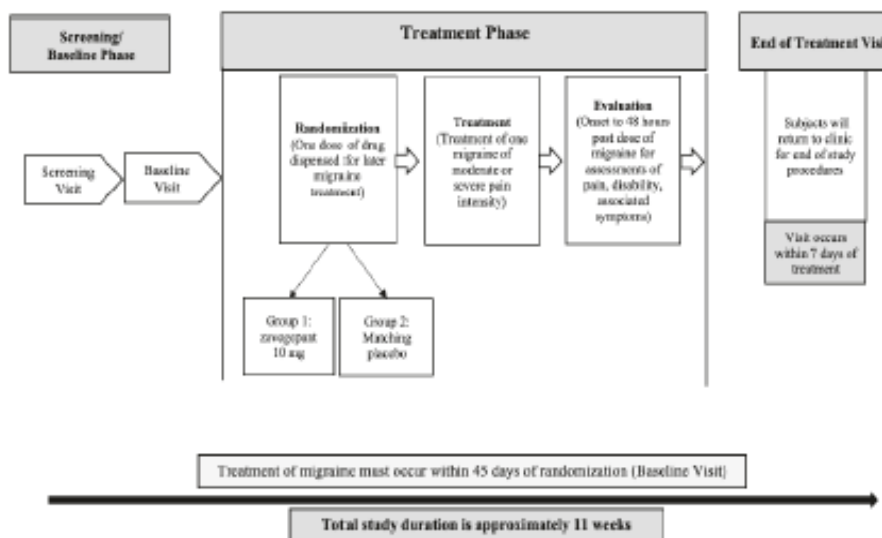 Screening/
Baseline Phase
Treatment Phase
End of Treatment Visi
Screening
Visit
Baseline
Visit
Randomization
(One dose of drug
dispensed for later
migraine
treatment)
Treatment
(Treatment of one
migraine of
moderate or
severe pain
intensity)
Evaluation
(Onset to 48 hours
post dose of
migraine for
assessments of
pain, disability,
associated
symptoms)
Subjects will
return to clinic
for end of study
procedures
Visit occurs
within 7 days of
treatment
Group 1:
zavegepant
10 mg
Group 2:
Matching
placebo
Treatment of migraine must occur within 45 days of randomization (Baseline Visit)
Total study duration is approximately 11 weeks